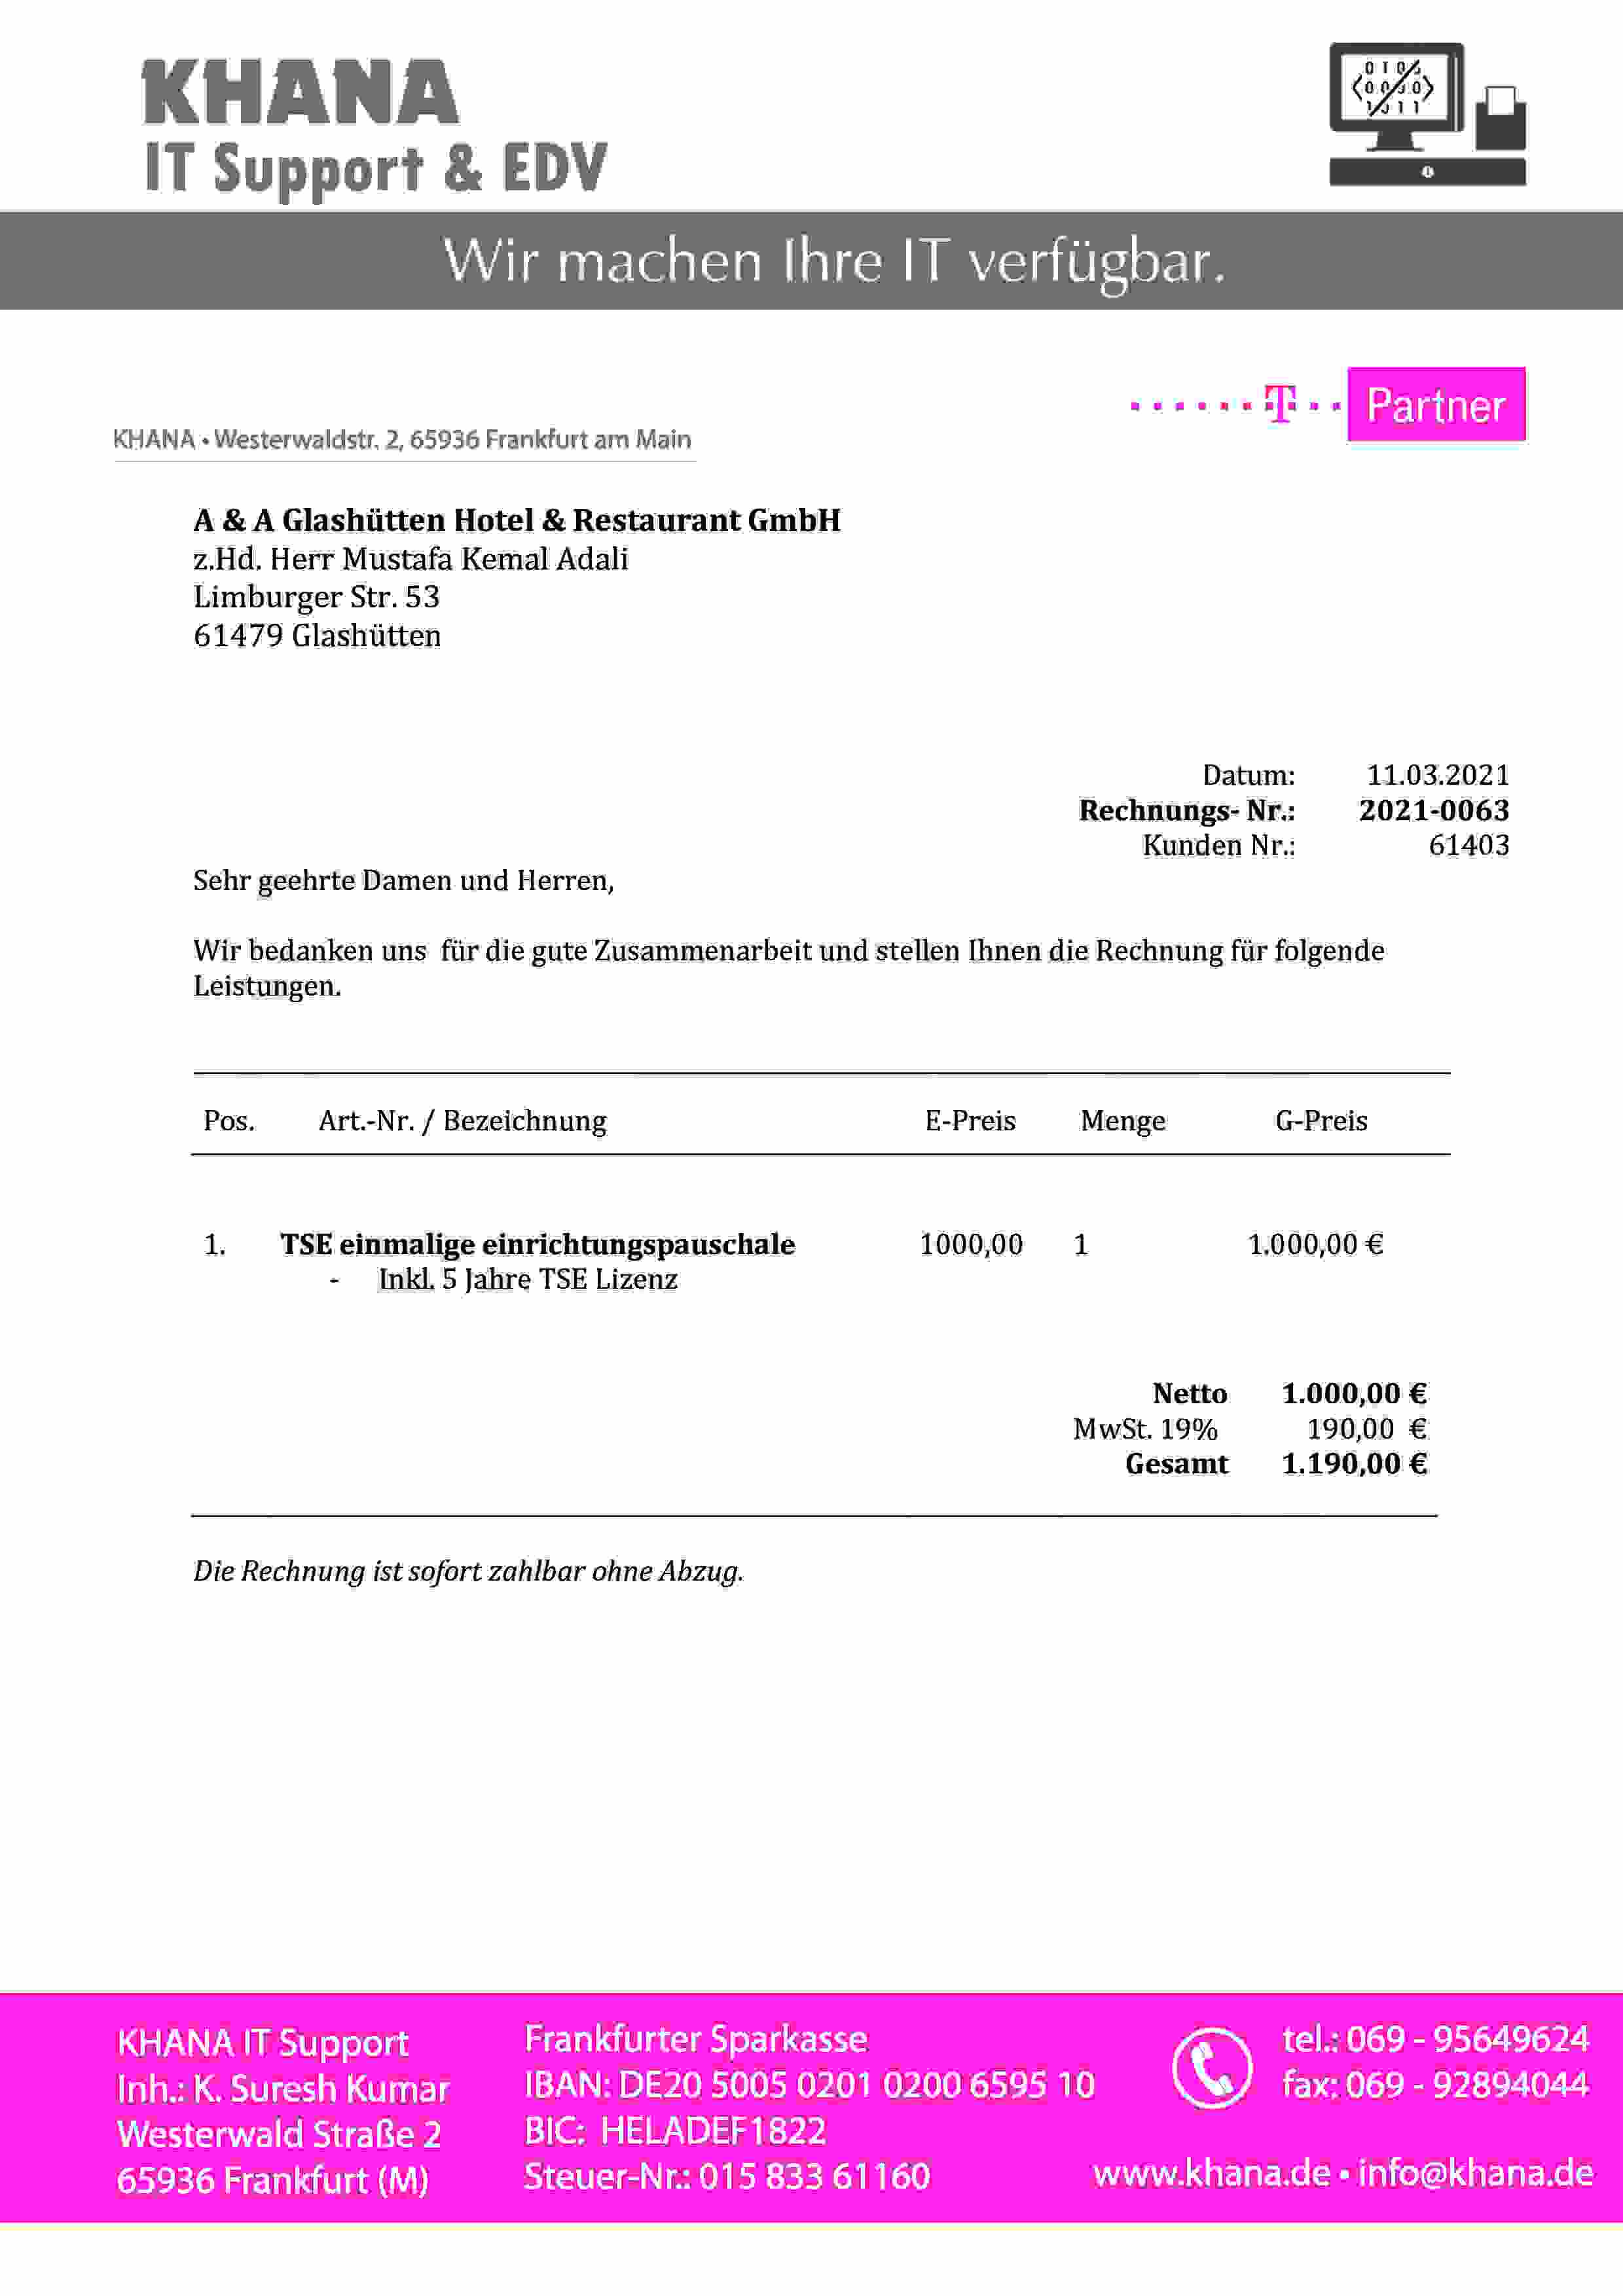 KHANA
IT Support & EDV
Wir machen Ihre IT verfügbar.
T Partner
KHANA • Westerwaldstr. 2, 65936 Frankfurt am Main
A & A Glashütten Hotel & Restaurant GmbH
z.Hd. Herr Mustafa Kemal Adali
Limburger Str. 53
61479 Glashütten
Datum: 11.03.2021
Rechnungs- Nr.: 2021-0063
Kunden Nr.: 61403
Sehr geehrte Damen und Herren,
Wir bedanken uns für die gute Zusammenarbeit und stellen Ihnen die Rechnung für folgende
Leistungen.
Pos. Art.-Nr. / Bezeichnung E-Preis Menge G-Preis
1. TSE einmalige einrichtungspauschale 1000,00 1 1.000,00 €
- Inkl. 5 Jahre TSE Lizenz
Netto 1.000,00 €
MwSt. 19% 190,00 €
Gesamt 1.190,00 €
Die Rechnung ist sofort zahlbar ohne Abzug.
KHANA IT Support
Inh.: K. Suresh Kumar
Westerwald Straße 2
65936 Frankfurt (M)
Frankfurter Sparkasse
IBAN: DE20 5005 0201 0200 6595 10
BIC: HELADEF1822
Steuer-Nr.: 015 833 61160
tel.: 069 - 95649624
fax: 069 - 92894044
www.khana.de • info@khana.de